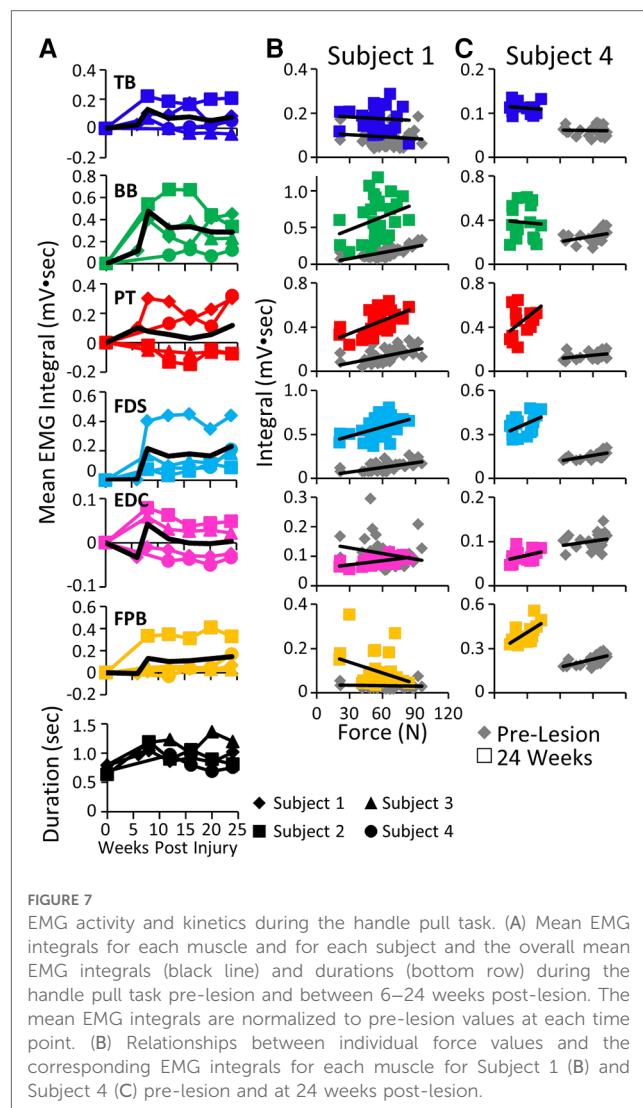 A
B
Subject 1
C
Subject 4
TB
0.4
0.2
0
-0.2
0.4
0.2
0
0.2
0.1
0
BB
0.8
0.6
0.4
0.2
0
1.0
0.5
0
0.8
0.4
0
PT
0.4
0.2
0
-0.2
0.8
0.4
0
0.8
0.4
0
FDS
0.6
0.4
0.2
0
1.0
0.5
0
0.6
0.3
0
EDC
0.1
0
-0.1
0.3
0.2
0.1
0
0.2
0.1
0
FPB
0.6
0.4
0.2
0
-0.2
0.4
0.2
0
0.6
0.3
0
Mean EMG Integral (mV•sec)
Integral (mV•sec)
0 30 60 90 120
Force (N)
Pre-Lesion
24 Weeks
Duration (sec)
1.5
1.0
0.5
0
0 5 10 15 20 25
Weeks Post Injury
Subject 1
Subject 3
Subject 2
Subject 4
FIGURE 7
EMG activity and kinetics during the handle pull task. (A) Mean EMG
integrals for each muscle and for each subject and the overall mean
EMG integrals (black line) and durations (bottom row) during the
handle pull task pre-lesion and between 6–24 weeks post-lesion. The
mean EMG integrals are normalized to pre-lesion values at each time
point. (B) Relationships between individual force values and the
corresponding EMG integrals for each muscle for Subject 1 (B) and
Subject 4 (C) pre-lesion and at 24 weeks post-lesion.